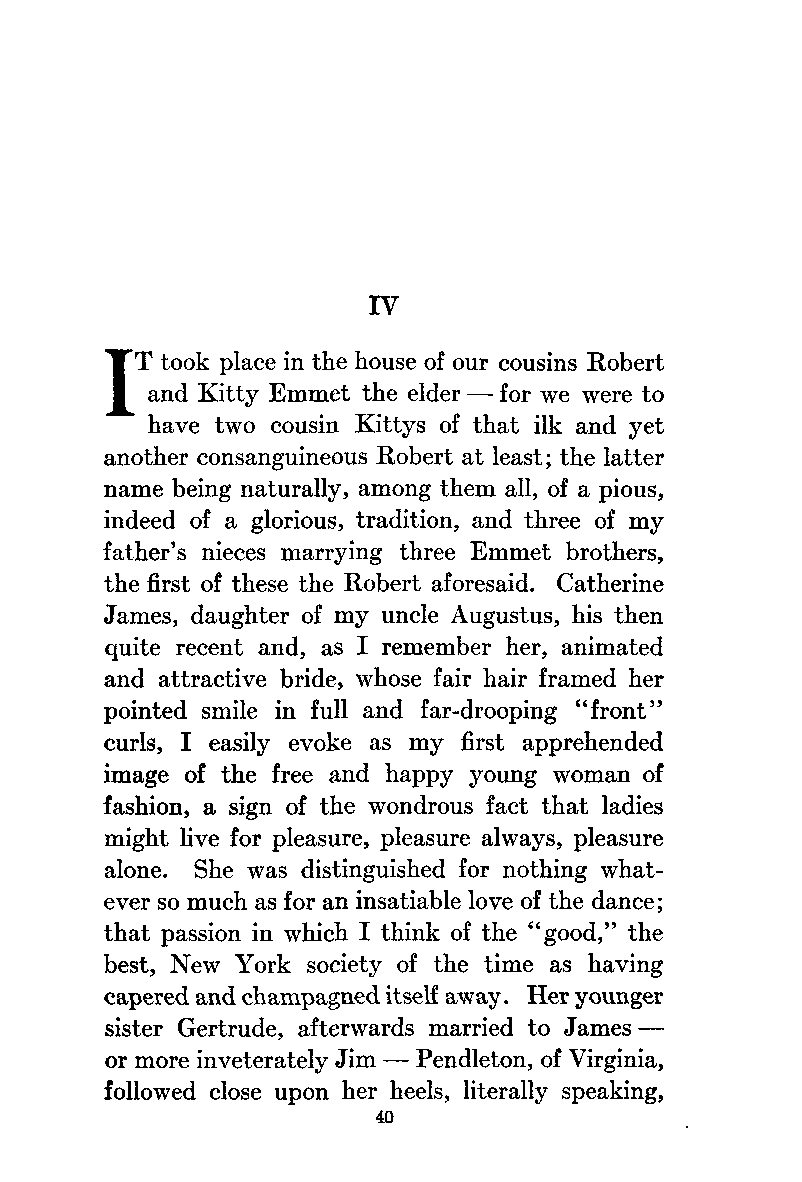 IV
IT took place in the house of our cousins Robert
and Kitty Emmet the elder — for we were to
have two cousin Kittys of that ilk and yet
another consanguineous Robert at least; the latter
name being naturally, among them all, of a pious,
indeed of a glorious, tradition, and three of my
father's nieces marrying three Emmet brothers,
the first of these the Robert aforesaid. Catherine
James, daughter of my uncle Augustus, his then
quite recent and, as I remember her, animated
and attractive bride, whose fair hair framed her
pointed smile in full and far-drooping "front"
curls, I easily evoke as my first apprehended
image of the free and happy young woman of
fashion, a sign of the wondrous fact that ladies
might live for pleasure, pleasure always, pleasure
alone. She was distinguished for nothing what-
ever so much as for an insatiable love of the dance;
that passion in which I think of the "good," the
best, New York society of the time as having
capered and champagned itself away. Her younger
sister Gertrude, afterwards married to James —
or more inveterately Jim — Pendleton, of Virginia,
followed close upon her heels, literally speaking,
40